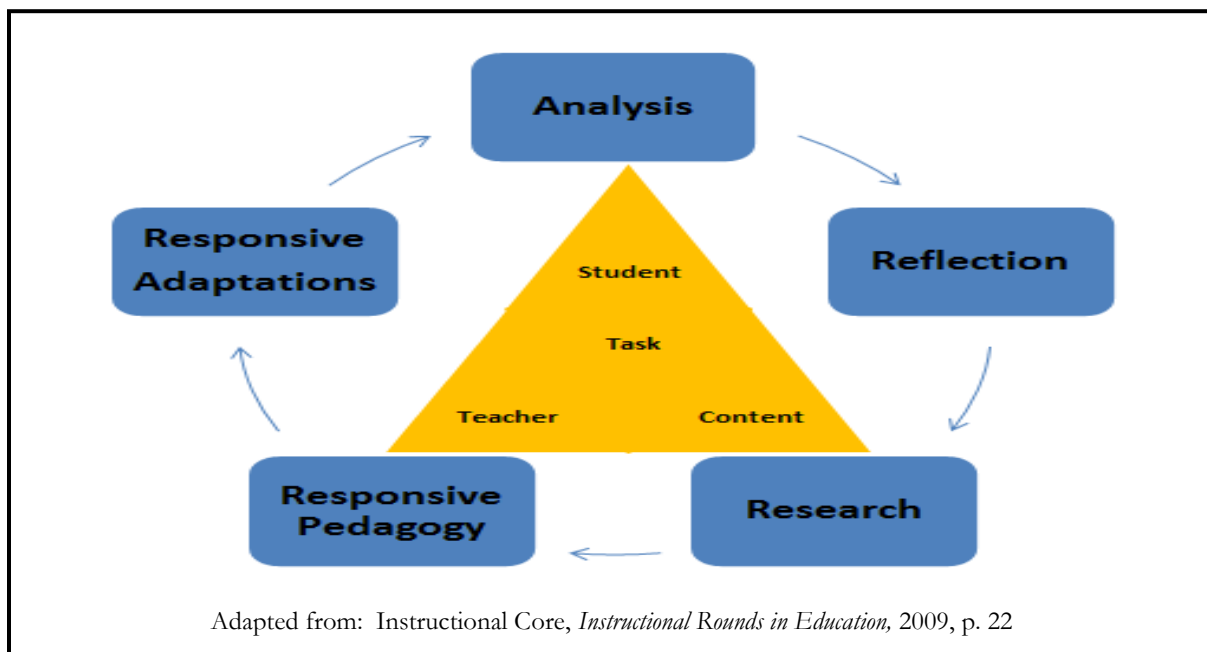 Analysis
Responsive
Adaptations
Reflection
Student
Task
Teacher
Content
Responsive
Pedagogy
Research
Adapted from: Instructional Core, Instructional Rounds in Education, 2009, p. 22